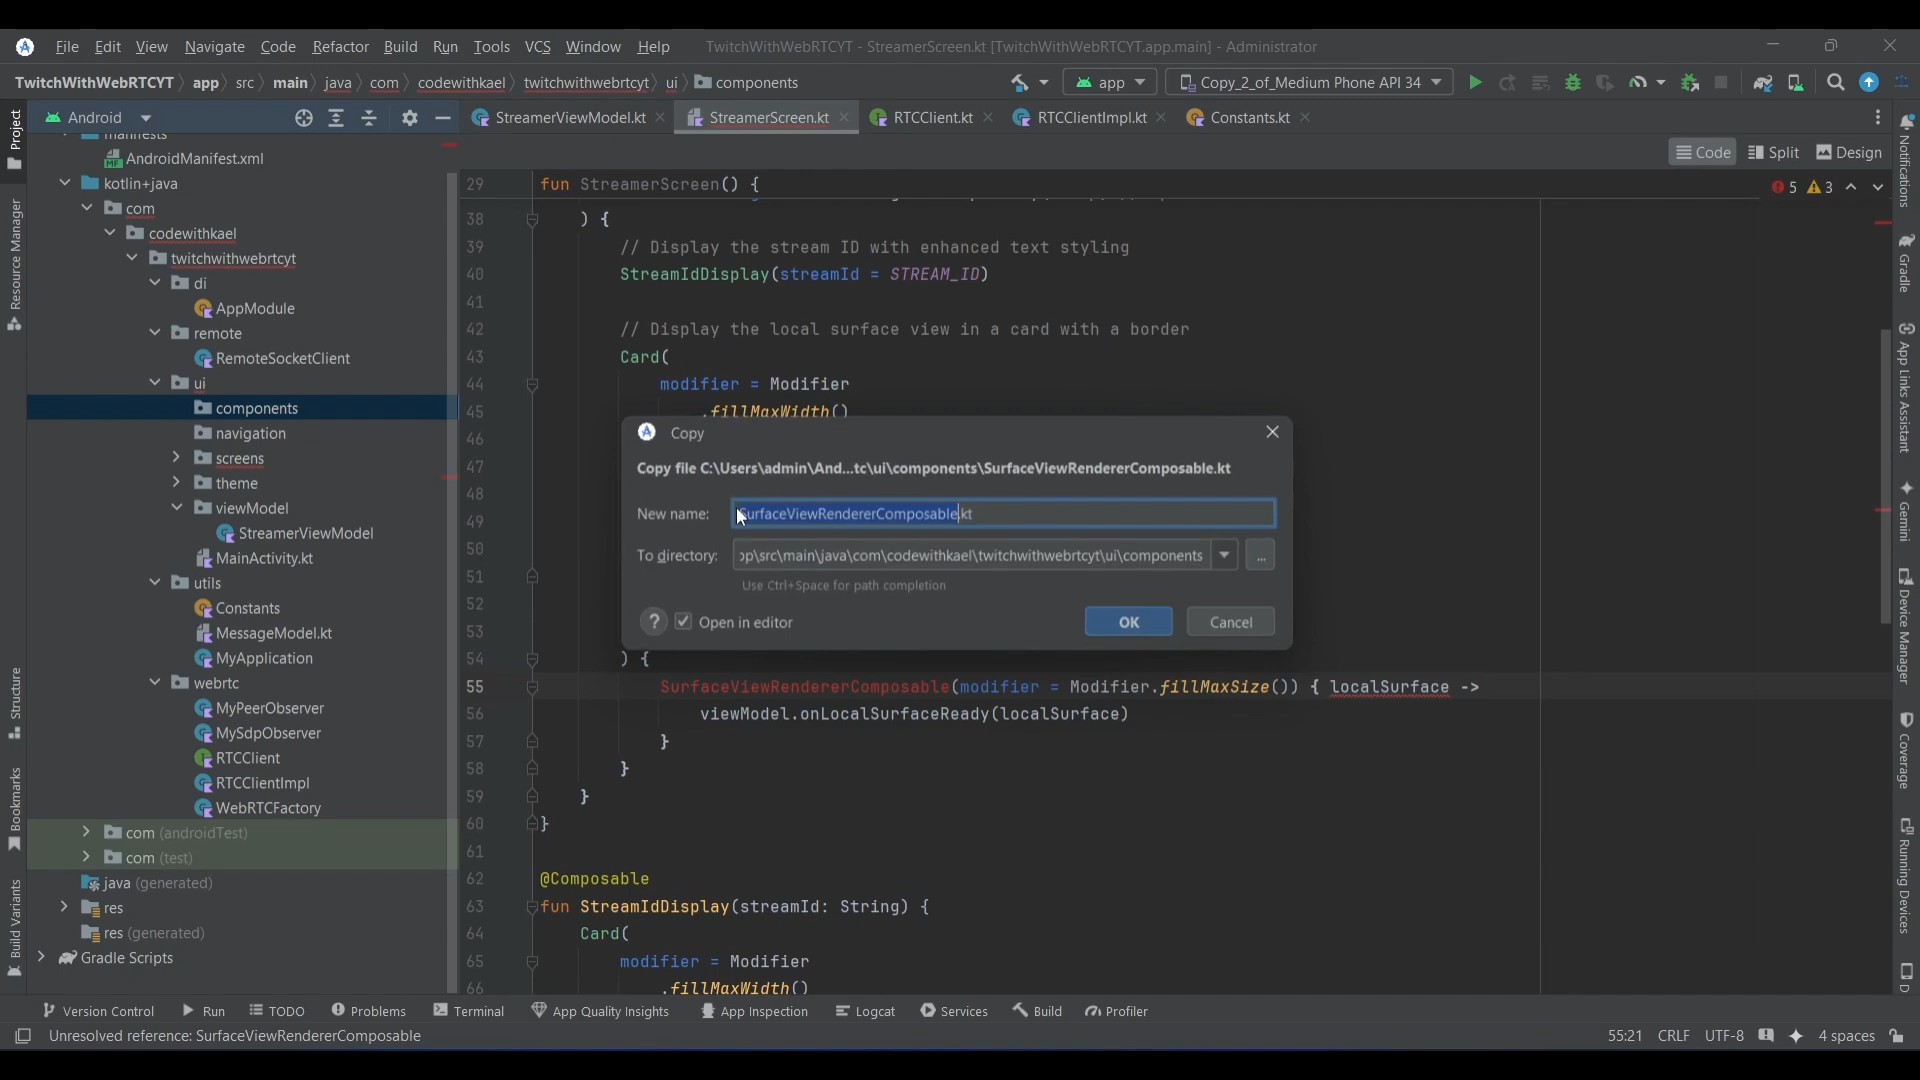 File Edit View Navigate Code Refactor Build Run Tools VCS Window Help TwitchWithWebRTCYT - StreamerScreen.kt [TwitchWithWebRTCYT.app.main] - Administrator
TwitchWithWebRTCYT app src main java com codewithkael twitchwithwebrtcyt ui components app Copy_2_of_Medium Phone API 34
Android StreamerViewModel.kt StreamerScreen.kt RTCClient.kt RTCClientImpl.kt Constants.kt
Code Split Design
Project
Resource Manager
Structure
Bookmarks
Build Variants
manifests
AndroidManifest.xml
kotlin+java
com
codewithkael
twitchwithwebrtcyt
di
AppModule
remote
RemoteSocketClient
ui
components
navigation
screens
theme
viewModel
StreamerViewModel
MainActivity.kt
utils
Constants
MessageModel.kt
MyApplication
webrtc
MyPeerObserver
MySdpObserver
RTCClient
RTCClientImpl
WebRTCFactory
com (androidTest)
com (test)
java (generated)
res
res (generated)
Gradle Scripts
29 fun StreamerScreen() {
5 3
38 ) {
39 // Display the stream ID with enhanced text styling
40 StreamIdDisplay(streamId = STREAM_ID)
41
42 // Display the local surface view in a card with a border
43 Card(
44 modifier = Modifier
45 .fillMaxWidth()
46
47
48
49
50
51
52
53
54 ) {
55 SurfaceViewRendererComposable(modifier = Modifier.fillMaxSize()) { localSurface ->
56 viewModel.onLocalSurfaceReady(localSurface)
57 }
58 }
59 }
60 }
61
62 @Composable
63 fun StreamIdDisplay(streamId: String) {
64 Card(
65 modifier = Modifier
66 .fillMaxWidth()
Copy
Copy file C:\Users\admin\And...tc\ui\components\SurfaceViewRendererComposable.kt
New name: SurfaceViewRendererComposable.kt
To directory: pp\src\main\java\com\codewithkael\twitchwithwebrtcyt\ui\components ...
Use Ctrl+Space for path completion
? Open in editor OK Cancel
Notifications
Gradle
App Links Assistant
Gemini
Device Manager
Coverage
Running Devices
D
Version Control Run TODO Problems Terminal App Quality Insights App Inspection Logcat Services Build Profiler
Unresolved reference: SurfaceViewRendererComposable 55:21 CRLF UTF-8 4 spaces